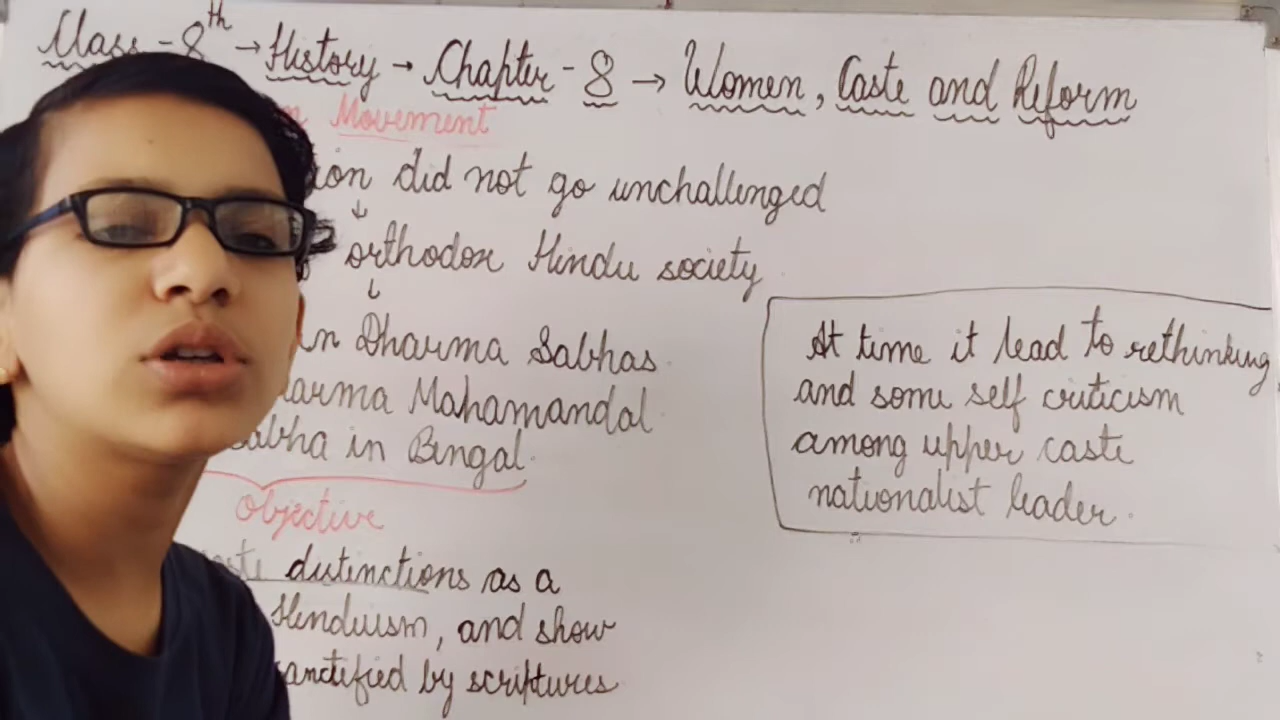 Class - 8th → History → Chapter - 8 → Women, Caste and Reform
Movement
did not go unchallenged
↓
orthodox Hindu society
↓
Dharma Sabhas
Mahamandal
in Bengal.
Objective
distinctions as a
Hinduism, and show
by scriptures
At time it lead to rethinking
and some self criticism
among upper caste
nationalist leader.